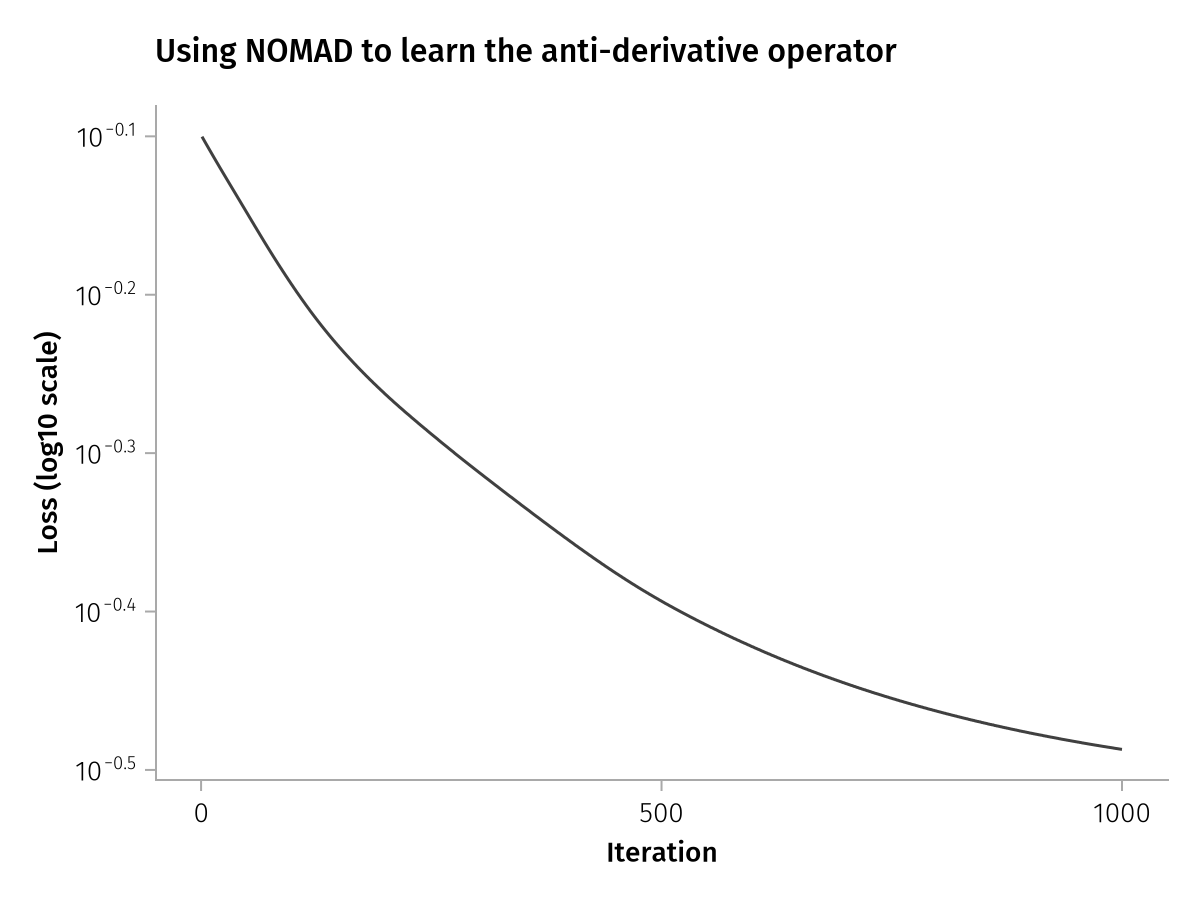 Using NOMAD to learn the anti-derivative operator
Loss (log10 scale)
10⁻⁰·¹
10⁻⁰·²
10⁻⁰·³
10⁻⁰·⁴
10⁻⁰·⁵
0
500
1000
Iteration